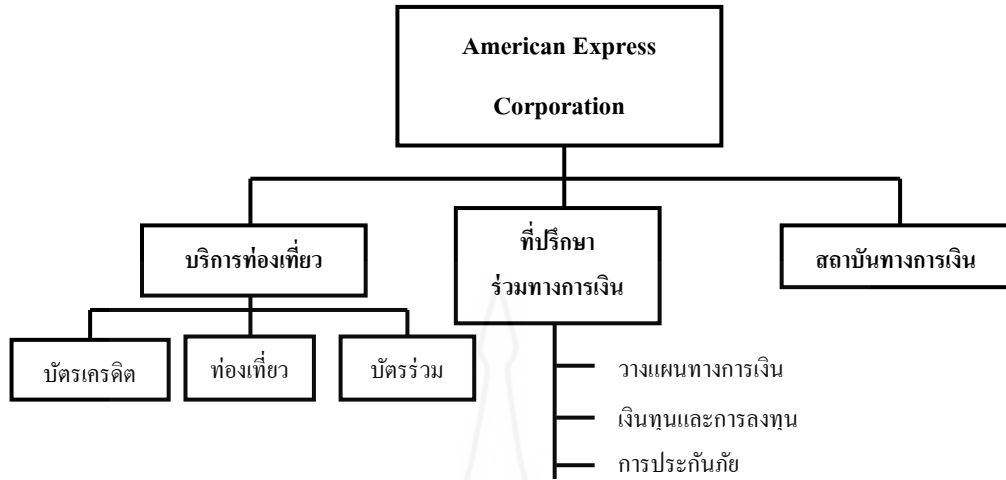 American Express
Corporation
บริการท่องเที่ยว
ที่ปรึกษา
ร่วมทางการเงิน
สถาบันทางการเงิน
บัตรเครดิต
ท่องเที่ยว
บัตรร่วม
วางแผนทางการเงิน
เงินทุนและการลงทุน
การประกันภัย